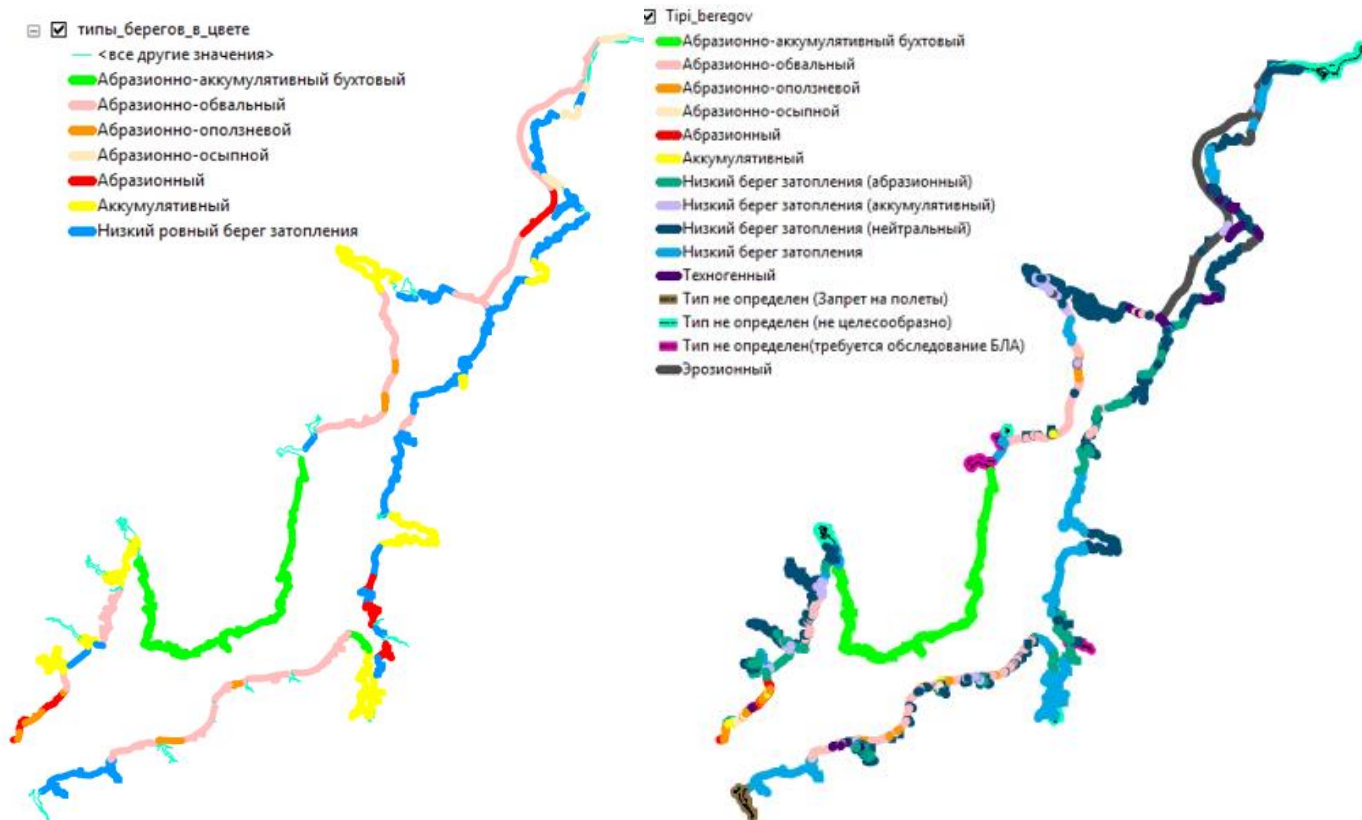 типы_берегов_в_цвете
<все другие значения>
Абразионно-аккумулятивный бухтовый
Абразионно-обвальный
Абразионно-оползневой
Абразионно-осыпной
Абразионный
Аккумулятивный
Низкий ровный берег затопления
Tipi_beregov
Абразионно-аккумулятивный бухтовый
Абразионно-обвальный
Абразионно-оползневой
Абразионно-осыпной
Абразионный
Аккумулятивный
Низкий берег затопления (абразионный)
Низкий берег затопления (аккумулятивный)
Низкий берег затопления (нейтральный)
Низкий берег затопления
Техногенный
Тип не определен (Запрет на полеты)
Тип не определен (не целесообразно)
Тип не определен(требуется обследование БЛА)
Эрозионный